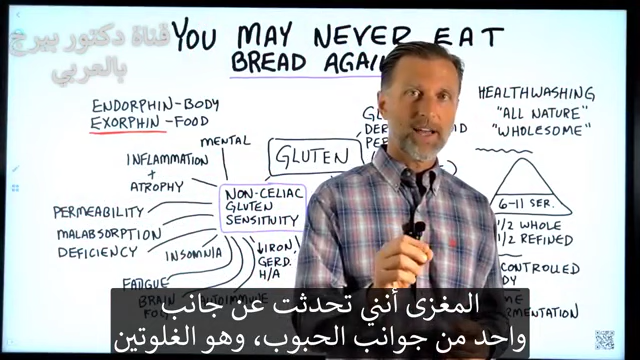 قناة دكتور بيرج
بالعربي
YOU MAY NEVER EAT
BREAD AGAI
ENDORPHIN-BODY
EXORPHIN-FOOD
MENTAL
INFLAMMATION
+
ATROPHY
PERMEABILITY
MALABSORPTION
DEFICIENCY
INSOMNIA
FATIGUE
BRAIN
GLUTEN
NON-CELIAC
GLUTEN
SENSITIVITY
↓IRON
GERD.
H/A
HEALTHWASHING
"ALL NATURE"
"WHOLESOME"
6-11 SER.
1/2 WHOLE
1/2 REFINED
CONTROLLED
المغزى أنني تحدثت عن جانب
واحد من جوانب الحبوب، وهو الغلوتين